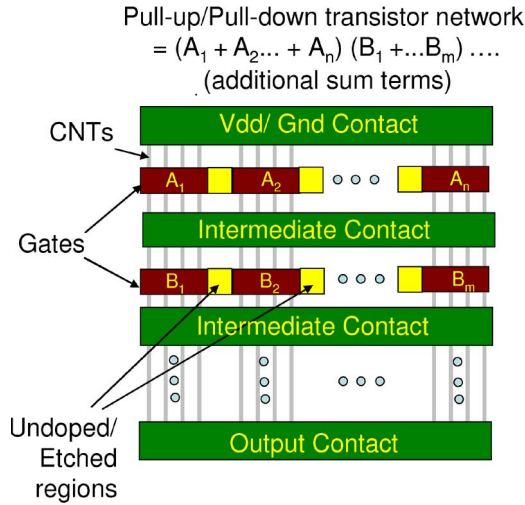 Pull-up/Pull-down transistor network
= (A₁ + A₂... + Aₙ) (B₁ +...Bₘ) ....
(additional sum terms)
CNTs
Vdd/ Gnd Contact
A₁ A₂ Aₙ
Gates
Intermediate Contact
B₁ B₂ Bₘ
Intermediate Contact
Undoped/
Etched
regions
Output Contact